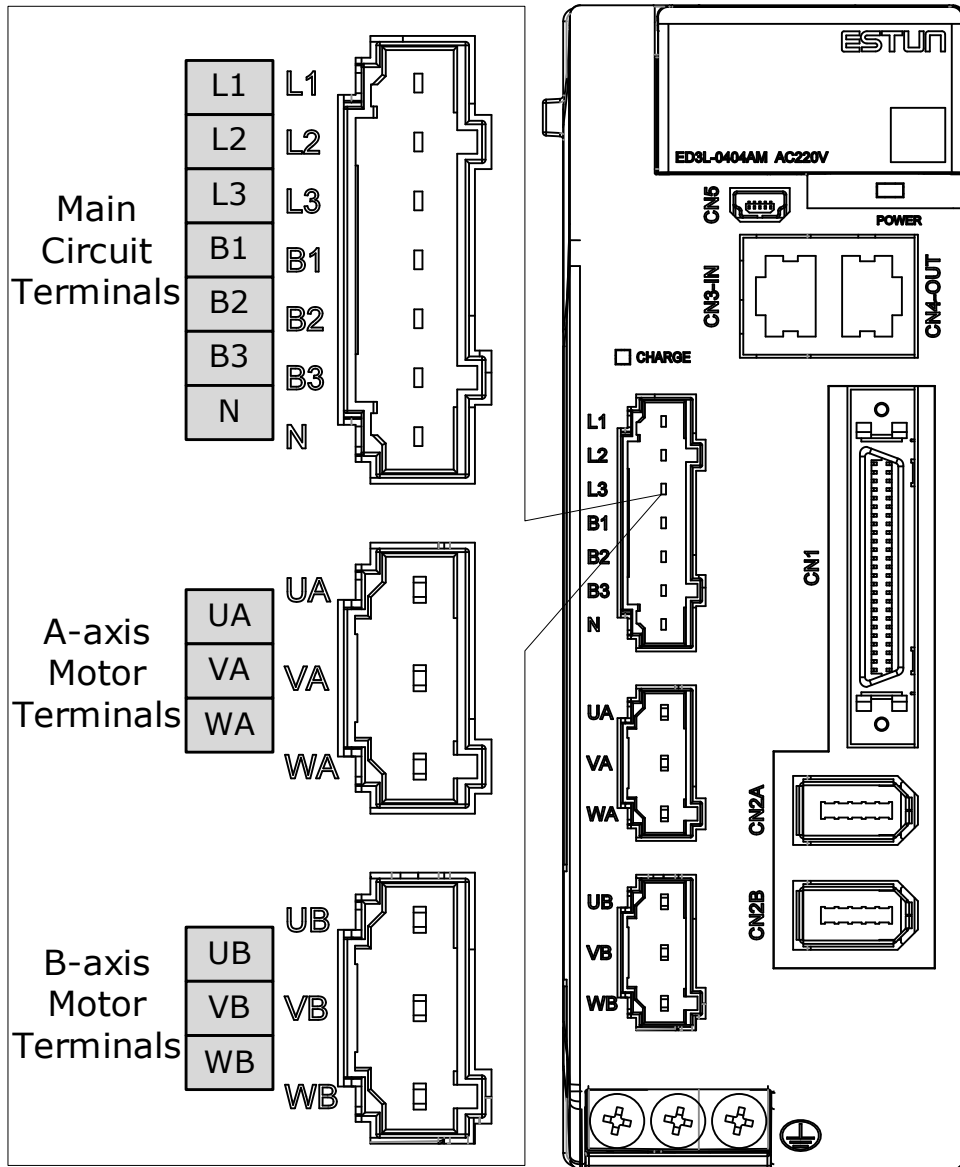 Main
Circuit
Terminals
L1
L2
L3
B1
B2
B3
N
L1
L2
L3
B1
B2
B3
N
A-axis
Motor
Terminals
UA
VA
WA
UA
VA
WA
B-axis
Motor
Terminals
UB
VB
WB
UB
VB
WB
ESTUN
ED3L-0404AM AC220V
CN5
POWER
CN3-IN
CN4-OUT
CHARGE
L1
L2
L3
B1
B2
B3
N
CN1
UA
VA
WA
CN2A
UB
VB
WB
CN2B